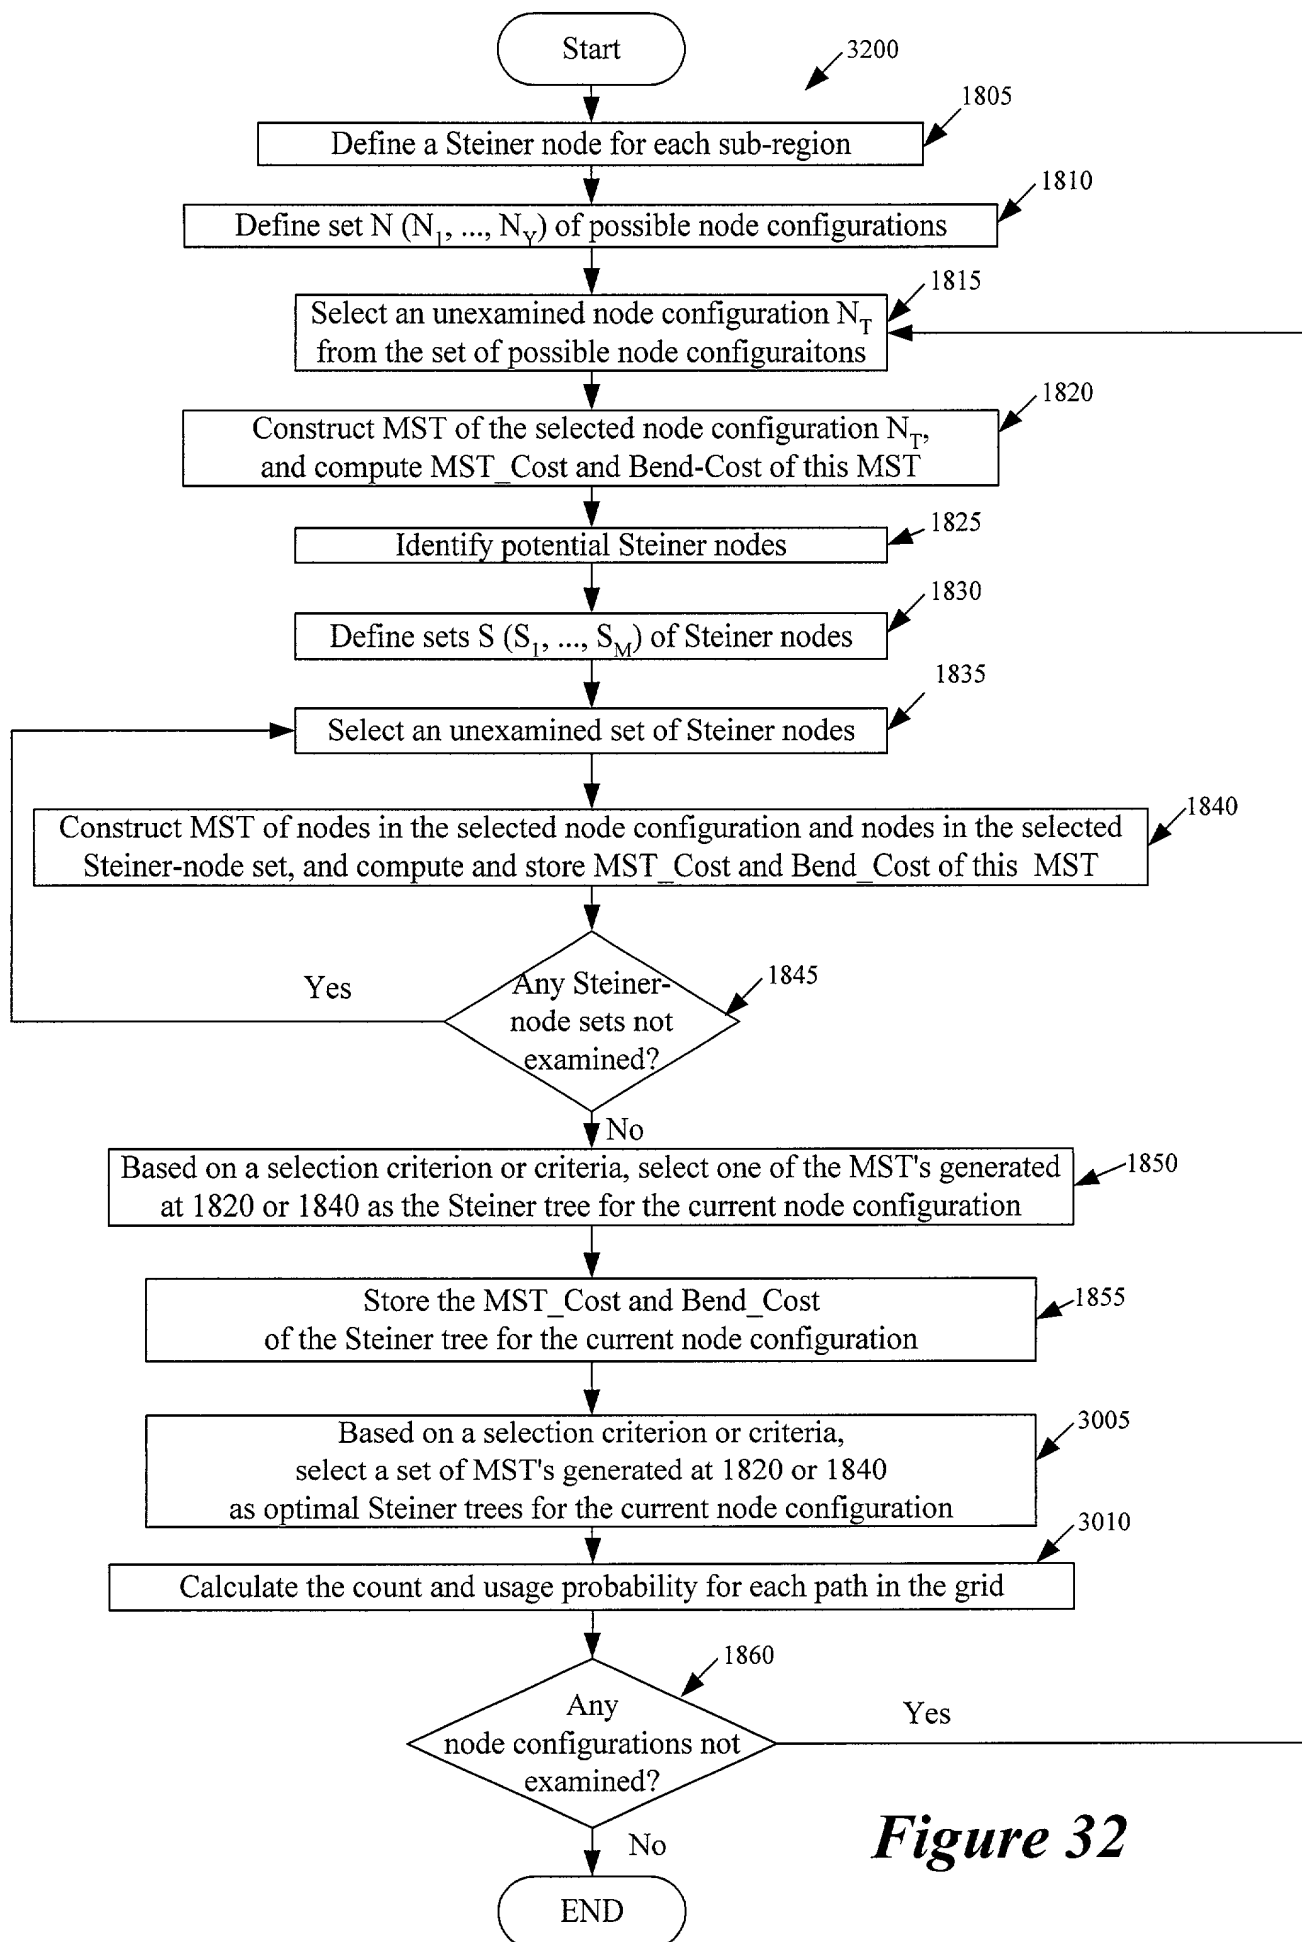 Start
3200
1805
Define a Steiner node for each sub-region
1810
Define set N (N1, ..., NY) of possible node configurations
1815
Select an unexamined node configuration NT
from the set of possible node configuraitons
1820
Construct MST of the selected node configuration NT,
and compute MST_Cost and Bend-Cost of this MST
1825
Identify potential Steiner nodes
1830
Define sets S (S1, ..., SM) of Steiner nodes
1835
Select an unexamined set of Steiner nodes
1840
Construct MST of nodes in the selected node configuration and nodes in the selected
Steiner-node set, and compute and store MST_Cost and Bend_Cost of this MST
1845
Yes
Any Steiner-
node sets not
examined?
No
1850
Based on a selection criterion or criteria, select one of the MST's generated
at 1820 or 1840 as the Steiner tree for the current node configuration
1855
Store the MST_Cost and Bend_Cost
of the Steiner tree for the current node configuration
3005
Based on a selection criterion or criteria,
select a set of MST's generated at 1820 or 1840
as optimal Steiner trees for the current node configuration
3010
Calculate the count and usage probability for each path in the grid
1860
Any
node configurations not
examined?
Yes
No
END
Figure 32